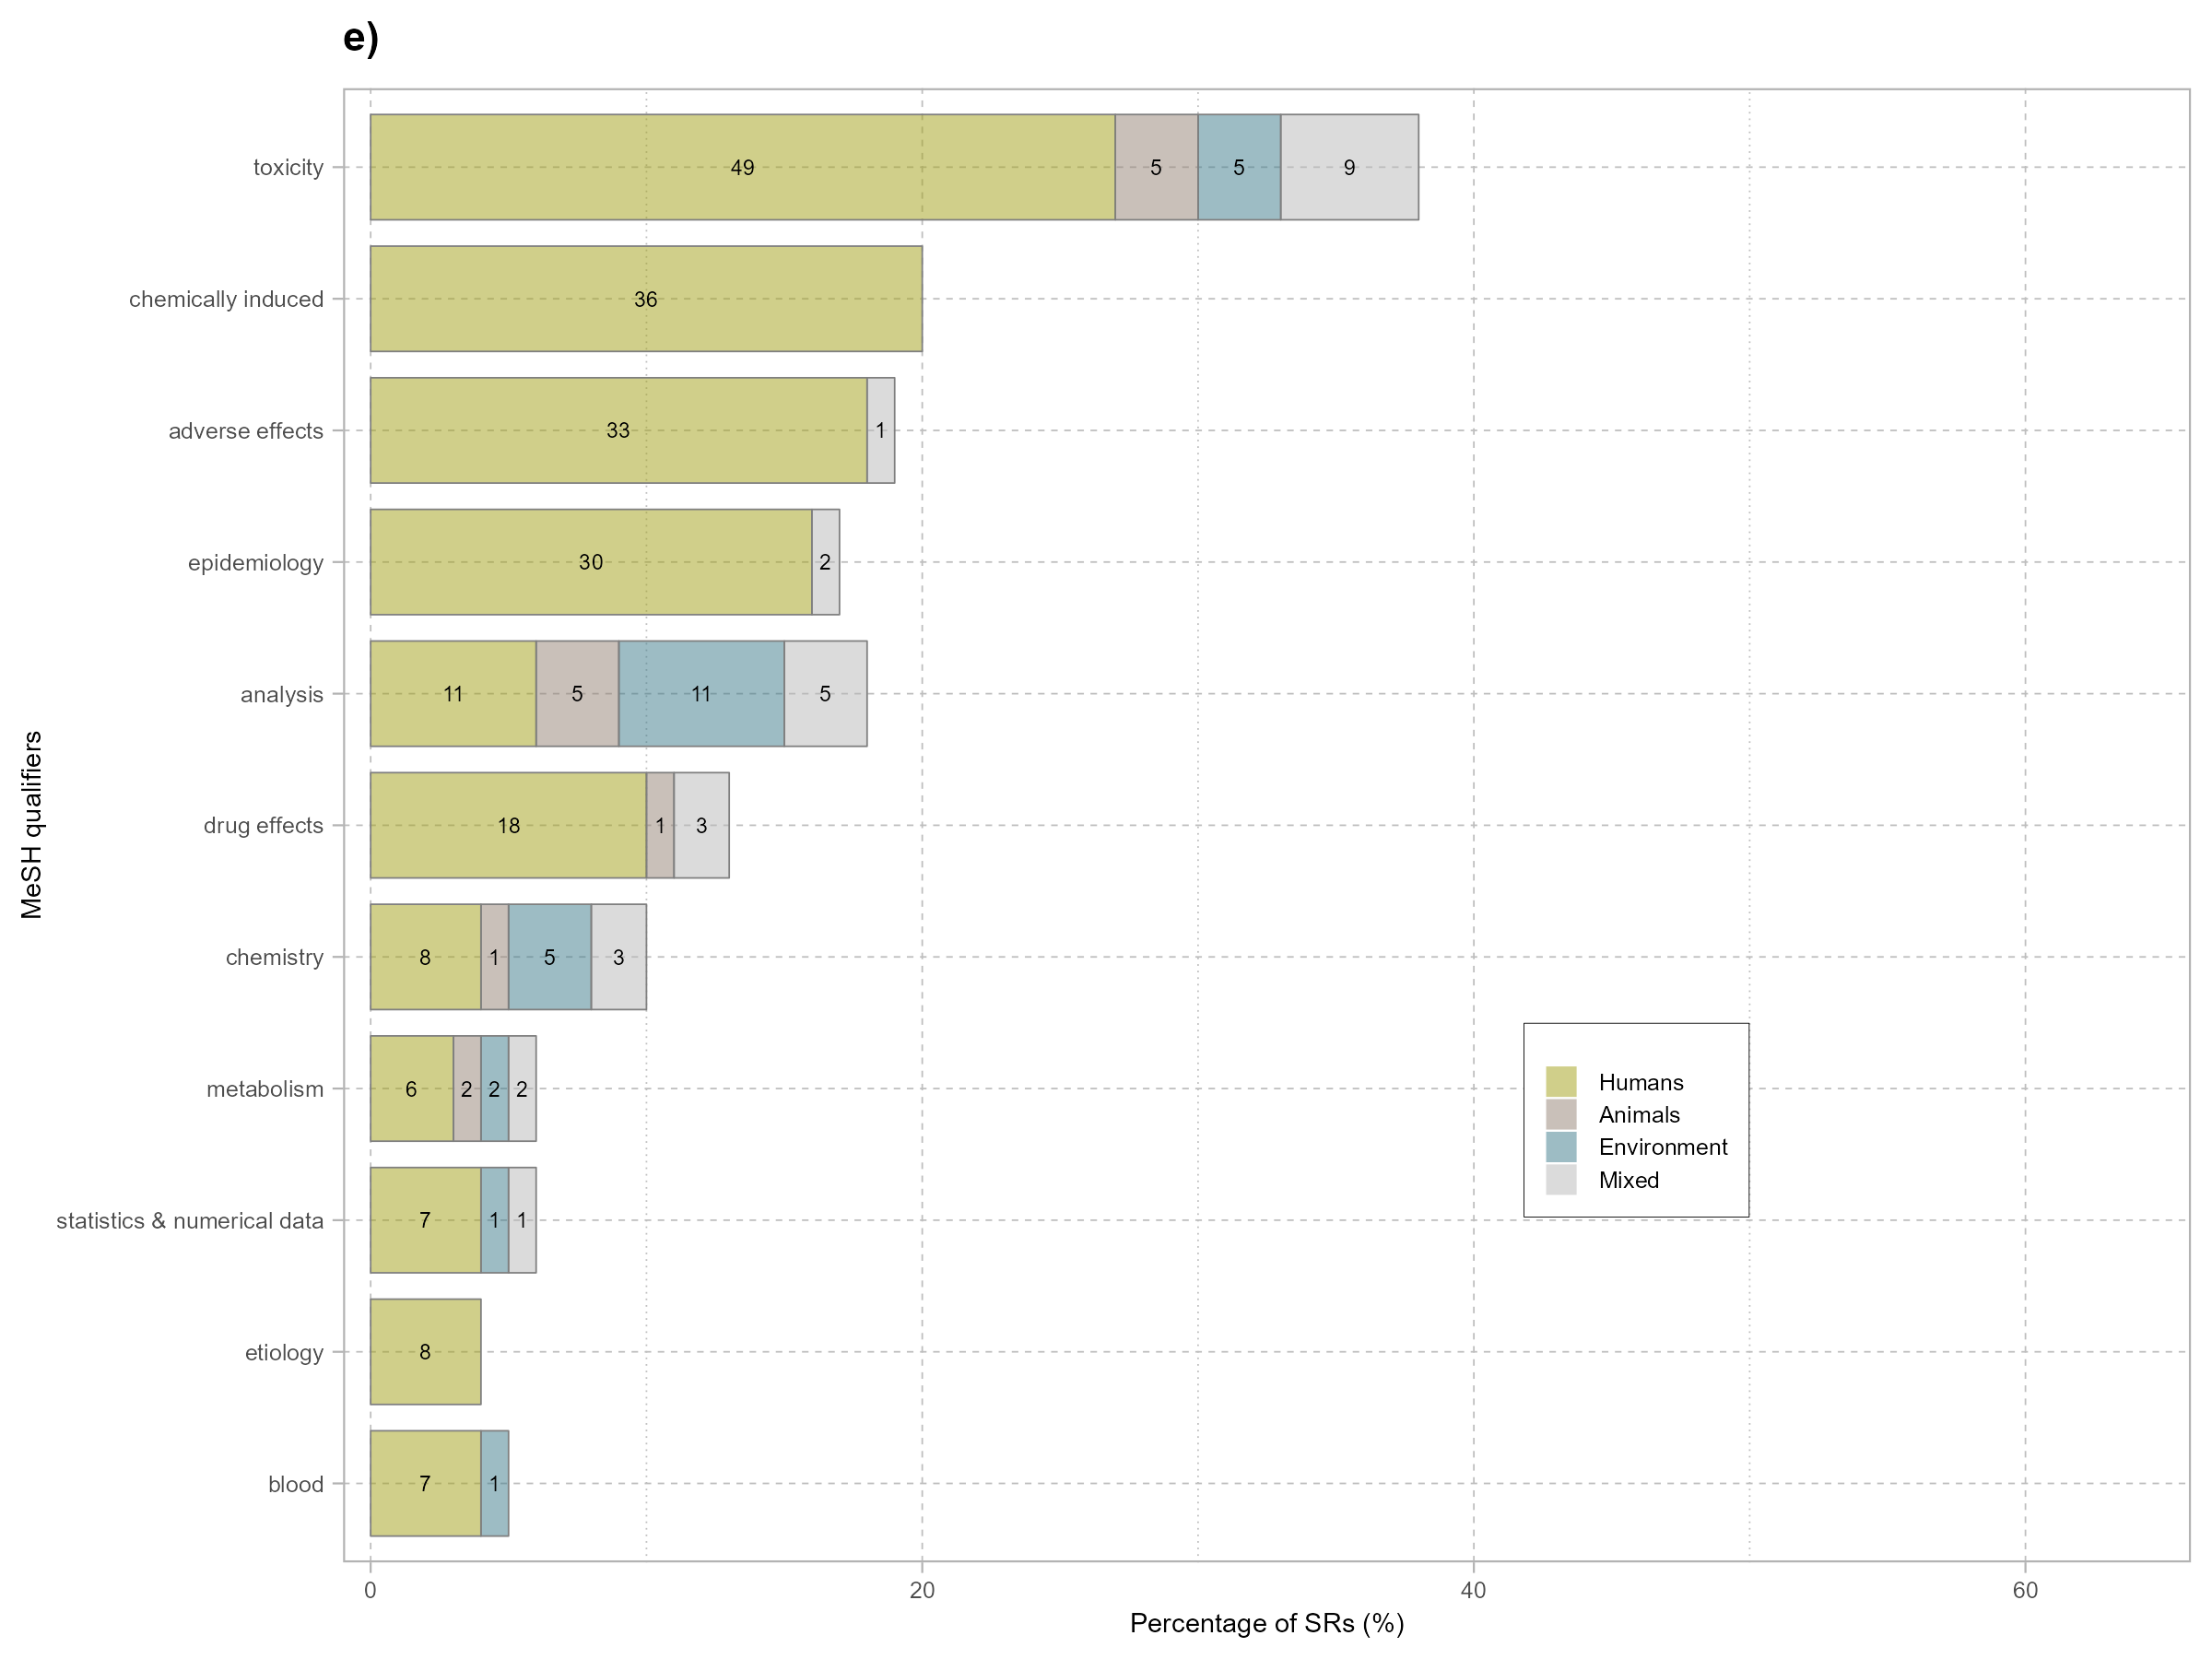 e)
toxicity 49 5 5 9
chemically induced 36
adverse effects 33 1
epidemiology 30 2
analysis 11 5 11 5
drug effects 18 1 3
chemistry 8 1 5 3
metabolism 6 2 2 2
statistics & numerical data 7 1 1
etiology 8
blood 7 1
MeSH qualifiers
Humans
Animals
Environment
Mixed
0 20 40 60
Percentage of SRs (%)